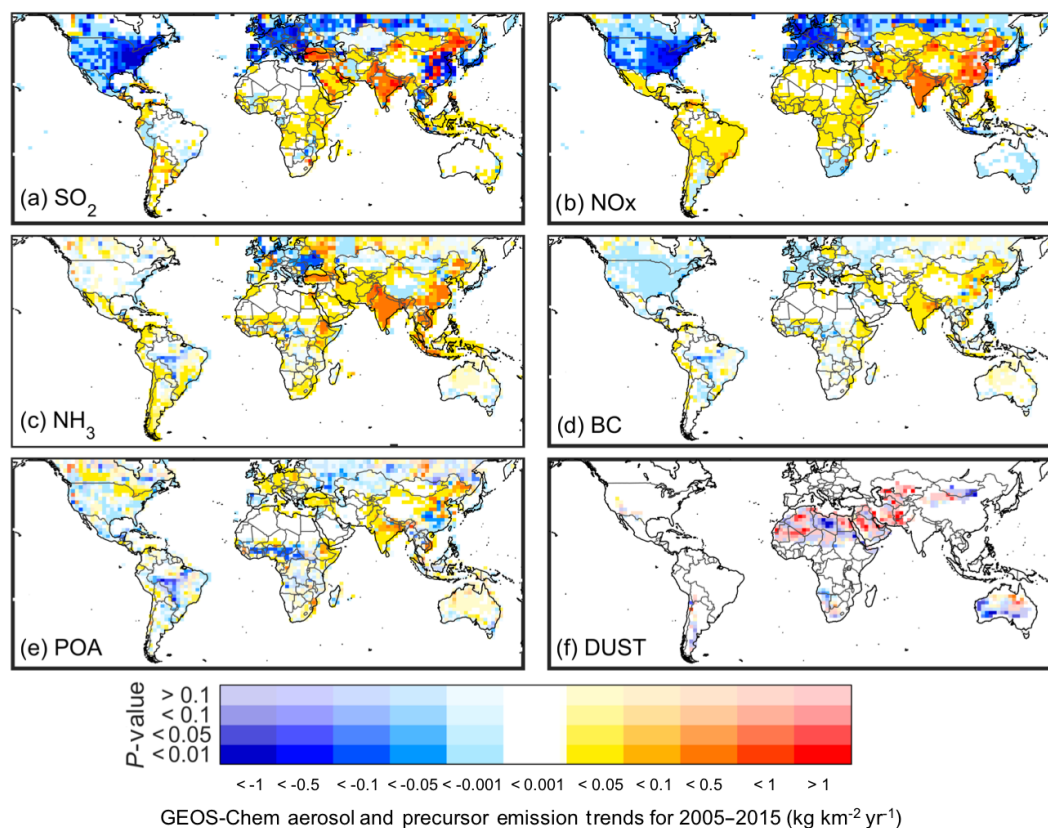 (a) SO2
(b) NOx
(c) NH3
(d) BC
(e) POA
(f) DUST
P-value
> 0.1
< 0.1
< 0.05
< 0.01
< -1 < -0.5 < -0.1 < -0.05 < -0.001 < 0.001 < 0.05 < 0.1 < 0.5 < 1 > 1
GEOS-Chem aerosol and precursor emission trends for 2005–2015 (kg km-2 yr-1)